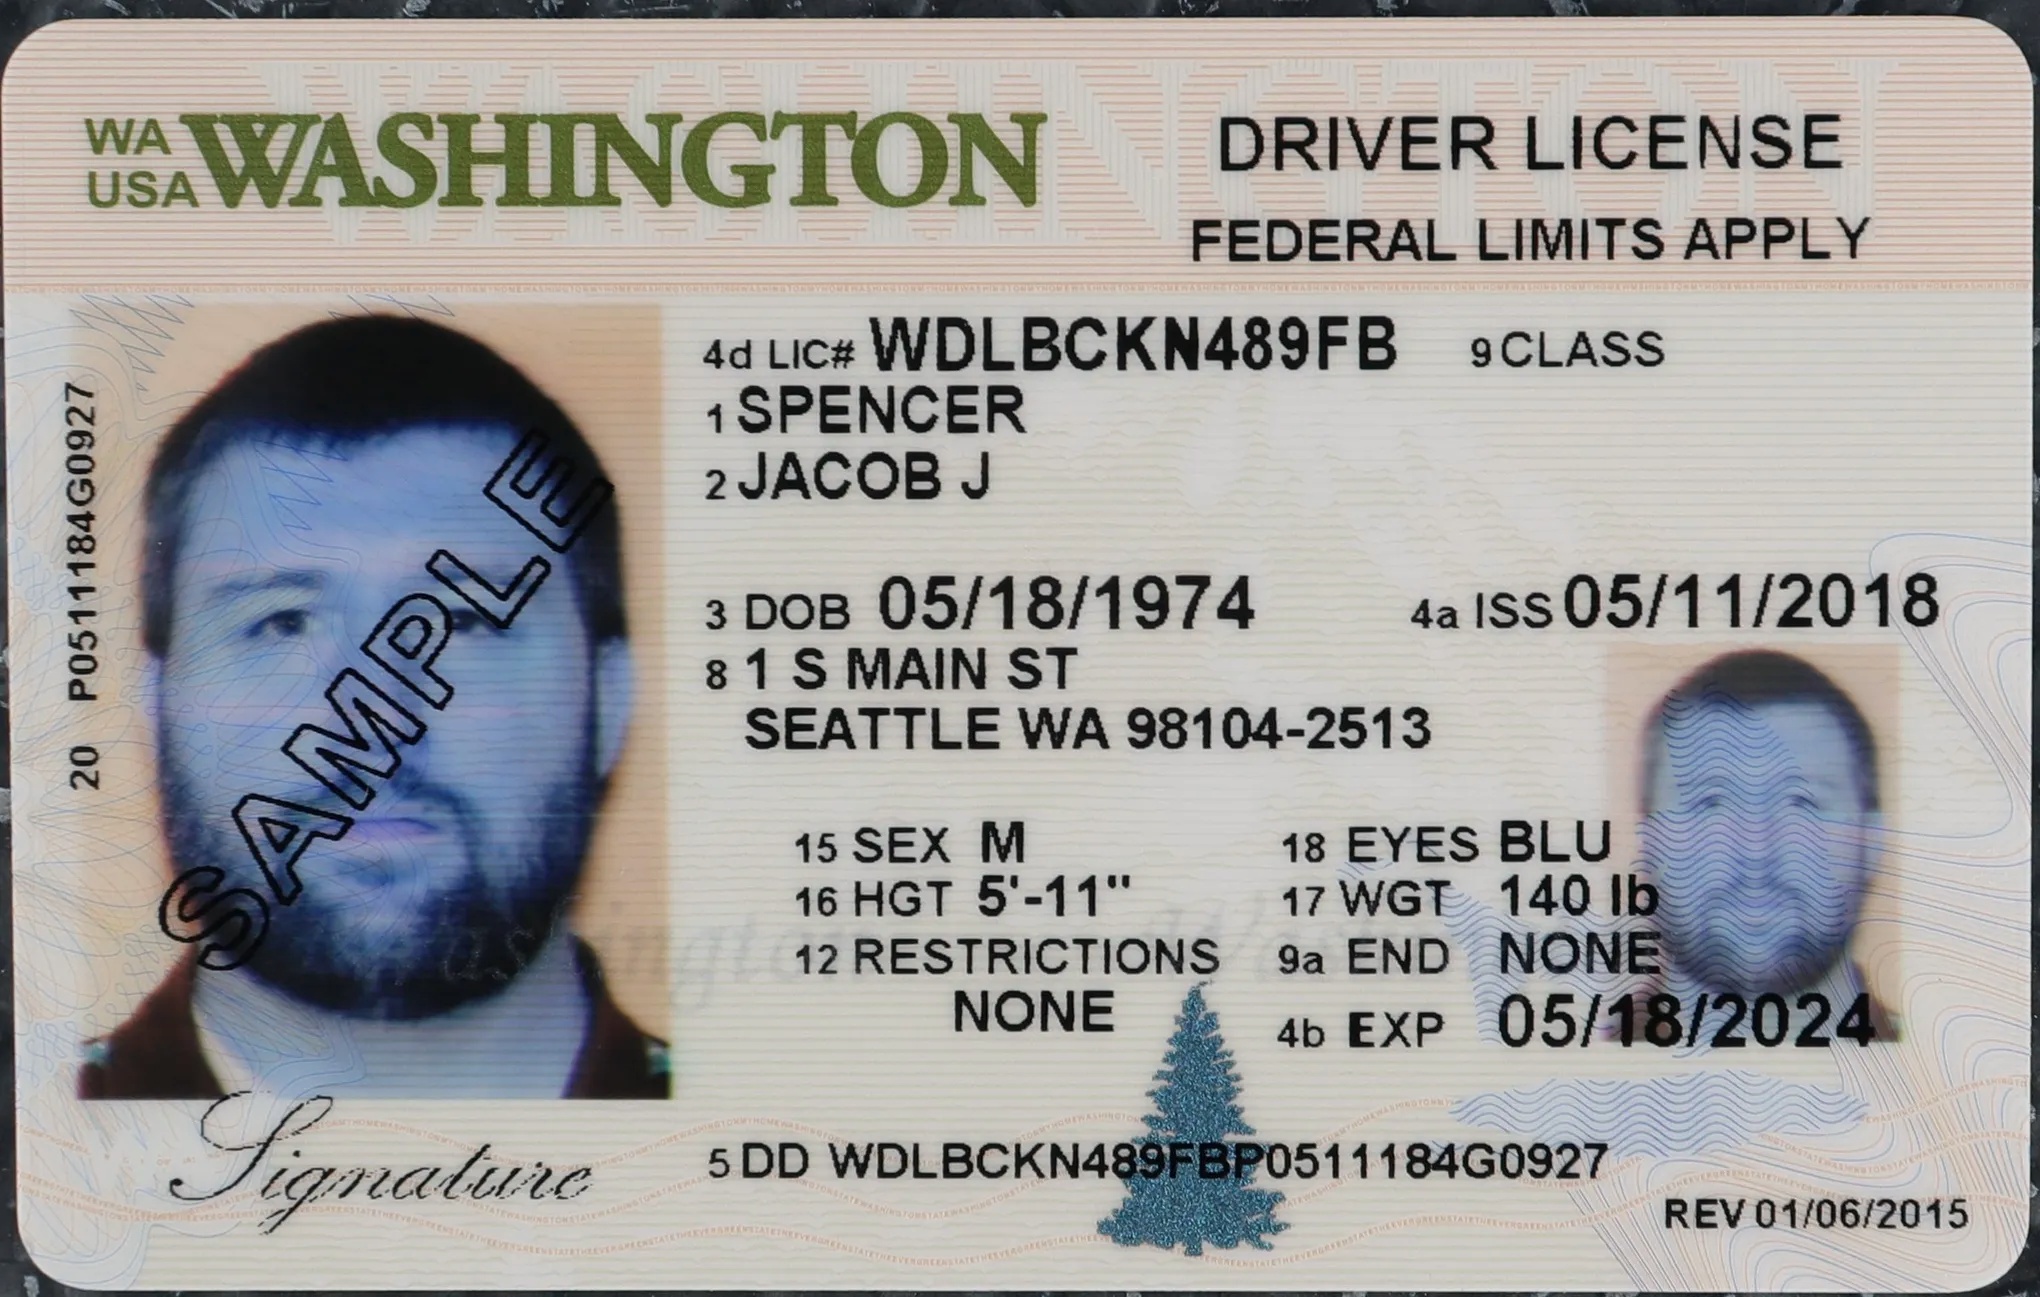 WA
USA
WASHINGTON
DRIVER LICENSE
FEDERAL LIMITS APPLY
4d LIC# WDLBCKN489FB 9 CLASS
1 SPENCER
2 JACOB J
3 DOB 05/18/1974 4a ISS 05/11/2018
8 1 S MAIN ST
SEATTLE WA 98104-2513
15 SEX M 18 EYES BLU
16 HGT 5'-11" 17 WGT 140 lb
12 RESTRICTIONS 9a END NONE
NONE
4b EXP 05/18/2024
5 DD WDLBCKN489FBP0511184G0927
REV 01/06/2015
20 P0511184G0927
SAMPLE
Signature